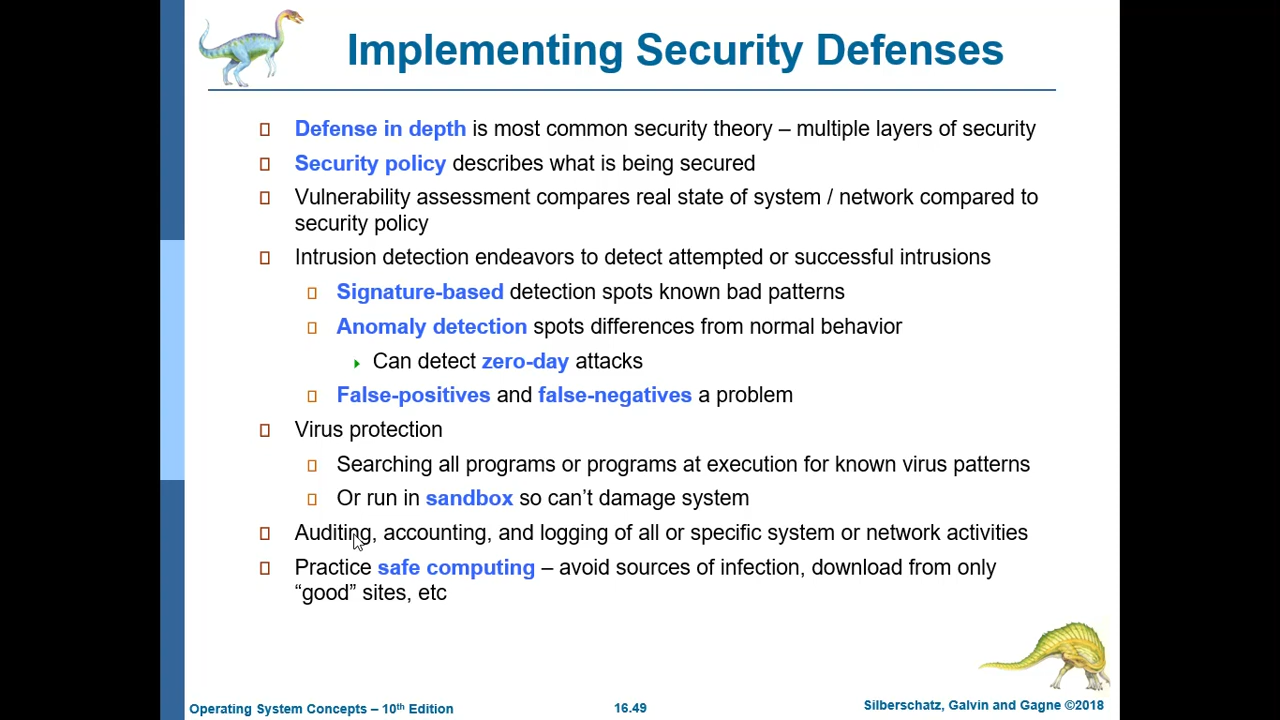 Implementing Security Defenses
Defense in depth is most common security theory – multiple layers of security
Security policy describes what is being secured
Vulnerability assessment compares real state of system / network compared to
security policy
Intrusion detection endeavors to detect attempted or successful intrusions
Signature-based detection spots known bad patterns
Anomaly detection spots differences from normal behavior
Can detect zero-day attacks
False-positives and false-negatives a problem
Virus protection
Searching all programs or programs at execution for known virus patterns
Or run in sandbox so can’t damage system
Auditing, accounting, and logging of all or specific system or network activities
Practice safe computing – avoid sources of infection, download from only
“good” sites, etc
Operating System Concepts – 10th Edition
16.49
Silberschatz, Galvin and Gagne ©2018